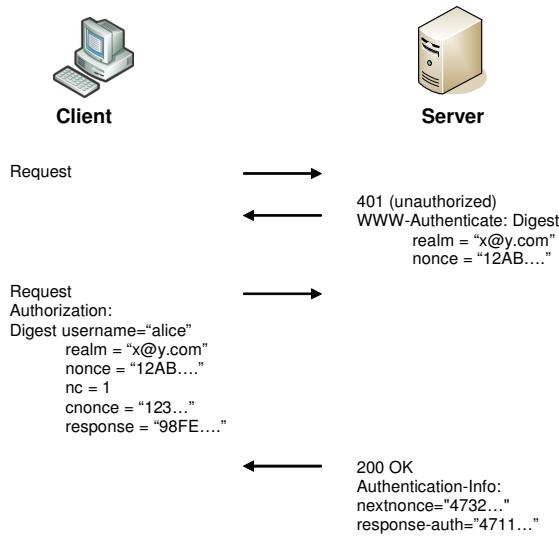 Client
Server
Request
401 (unauthorized)
WWW-Authenticate: Digest
realm = “x@y.com”
nonce = “12AB….”
Request
Authorization:
Digest username=“alice”
realm = “x@y.com”
nonce = “12AB….”
nc = 1
cnonce = “123…”
response = “98FE….”
200 OK
Authentication-Info:
nextnonce="4732…"
response-auth=”4711…”